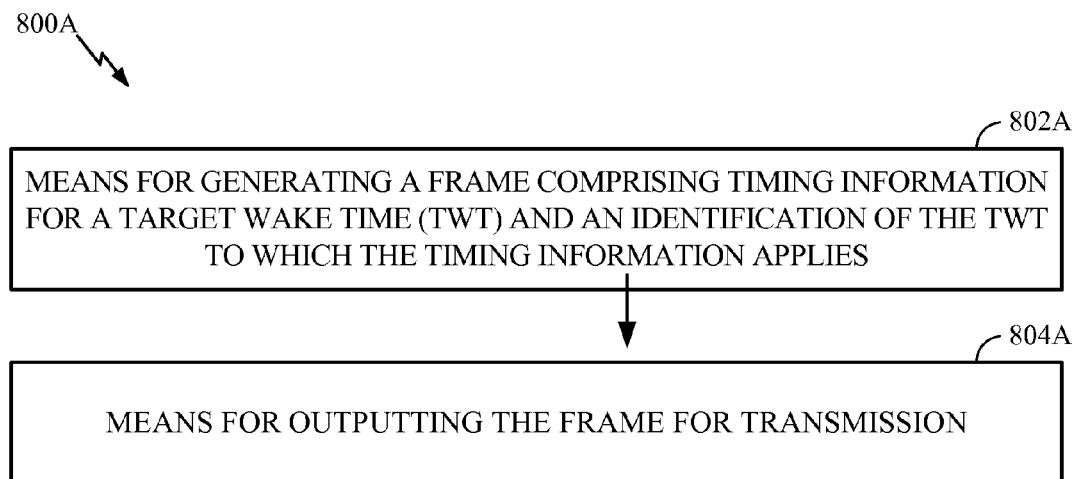 800A
802A
MEANS FOR GENERATING A FRAME COMPRISING TIMING INFORMATION
FOR A TARGET WAKE TIME (TWT) AND AN IDENTIFICATION OF THE TWT
TO WHICH THE TIMING INFORMATION APPLIES
804A
MEANS FOR OUTPUTTING THE FRAME FOR TRANSMISSION